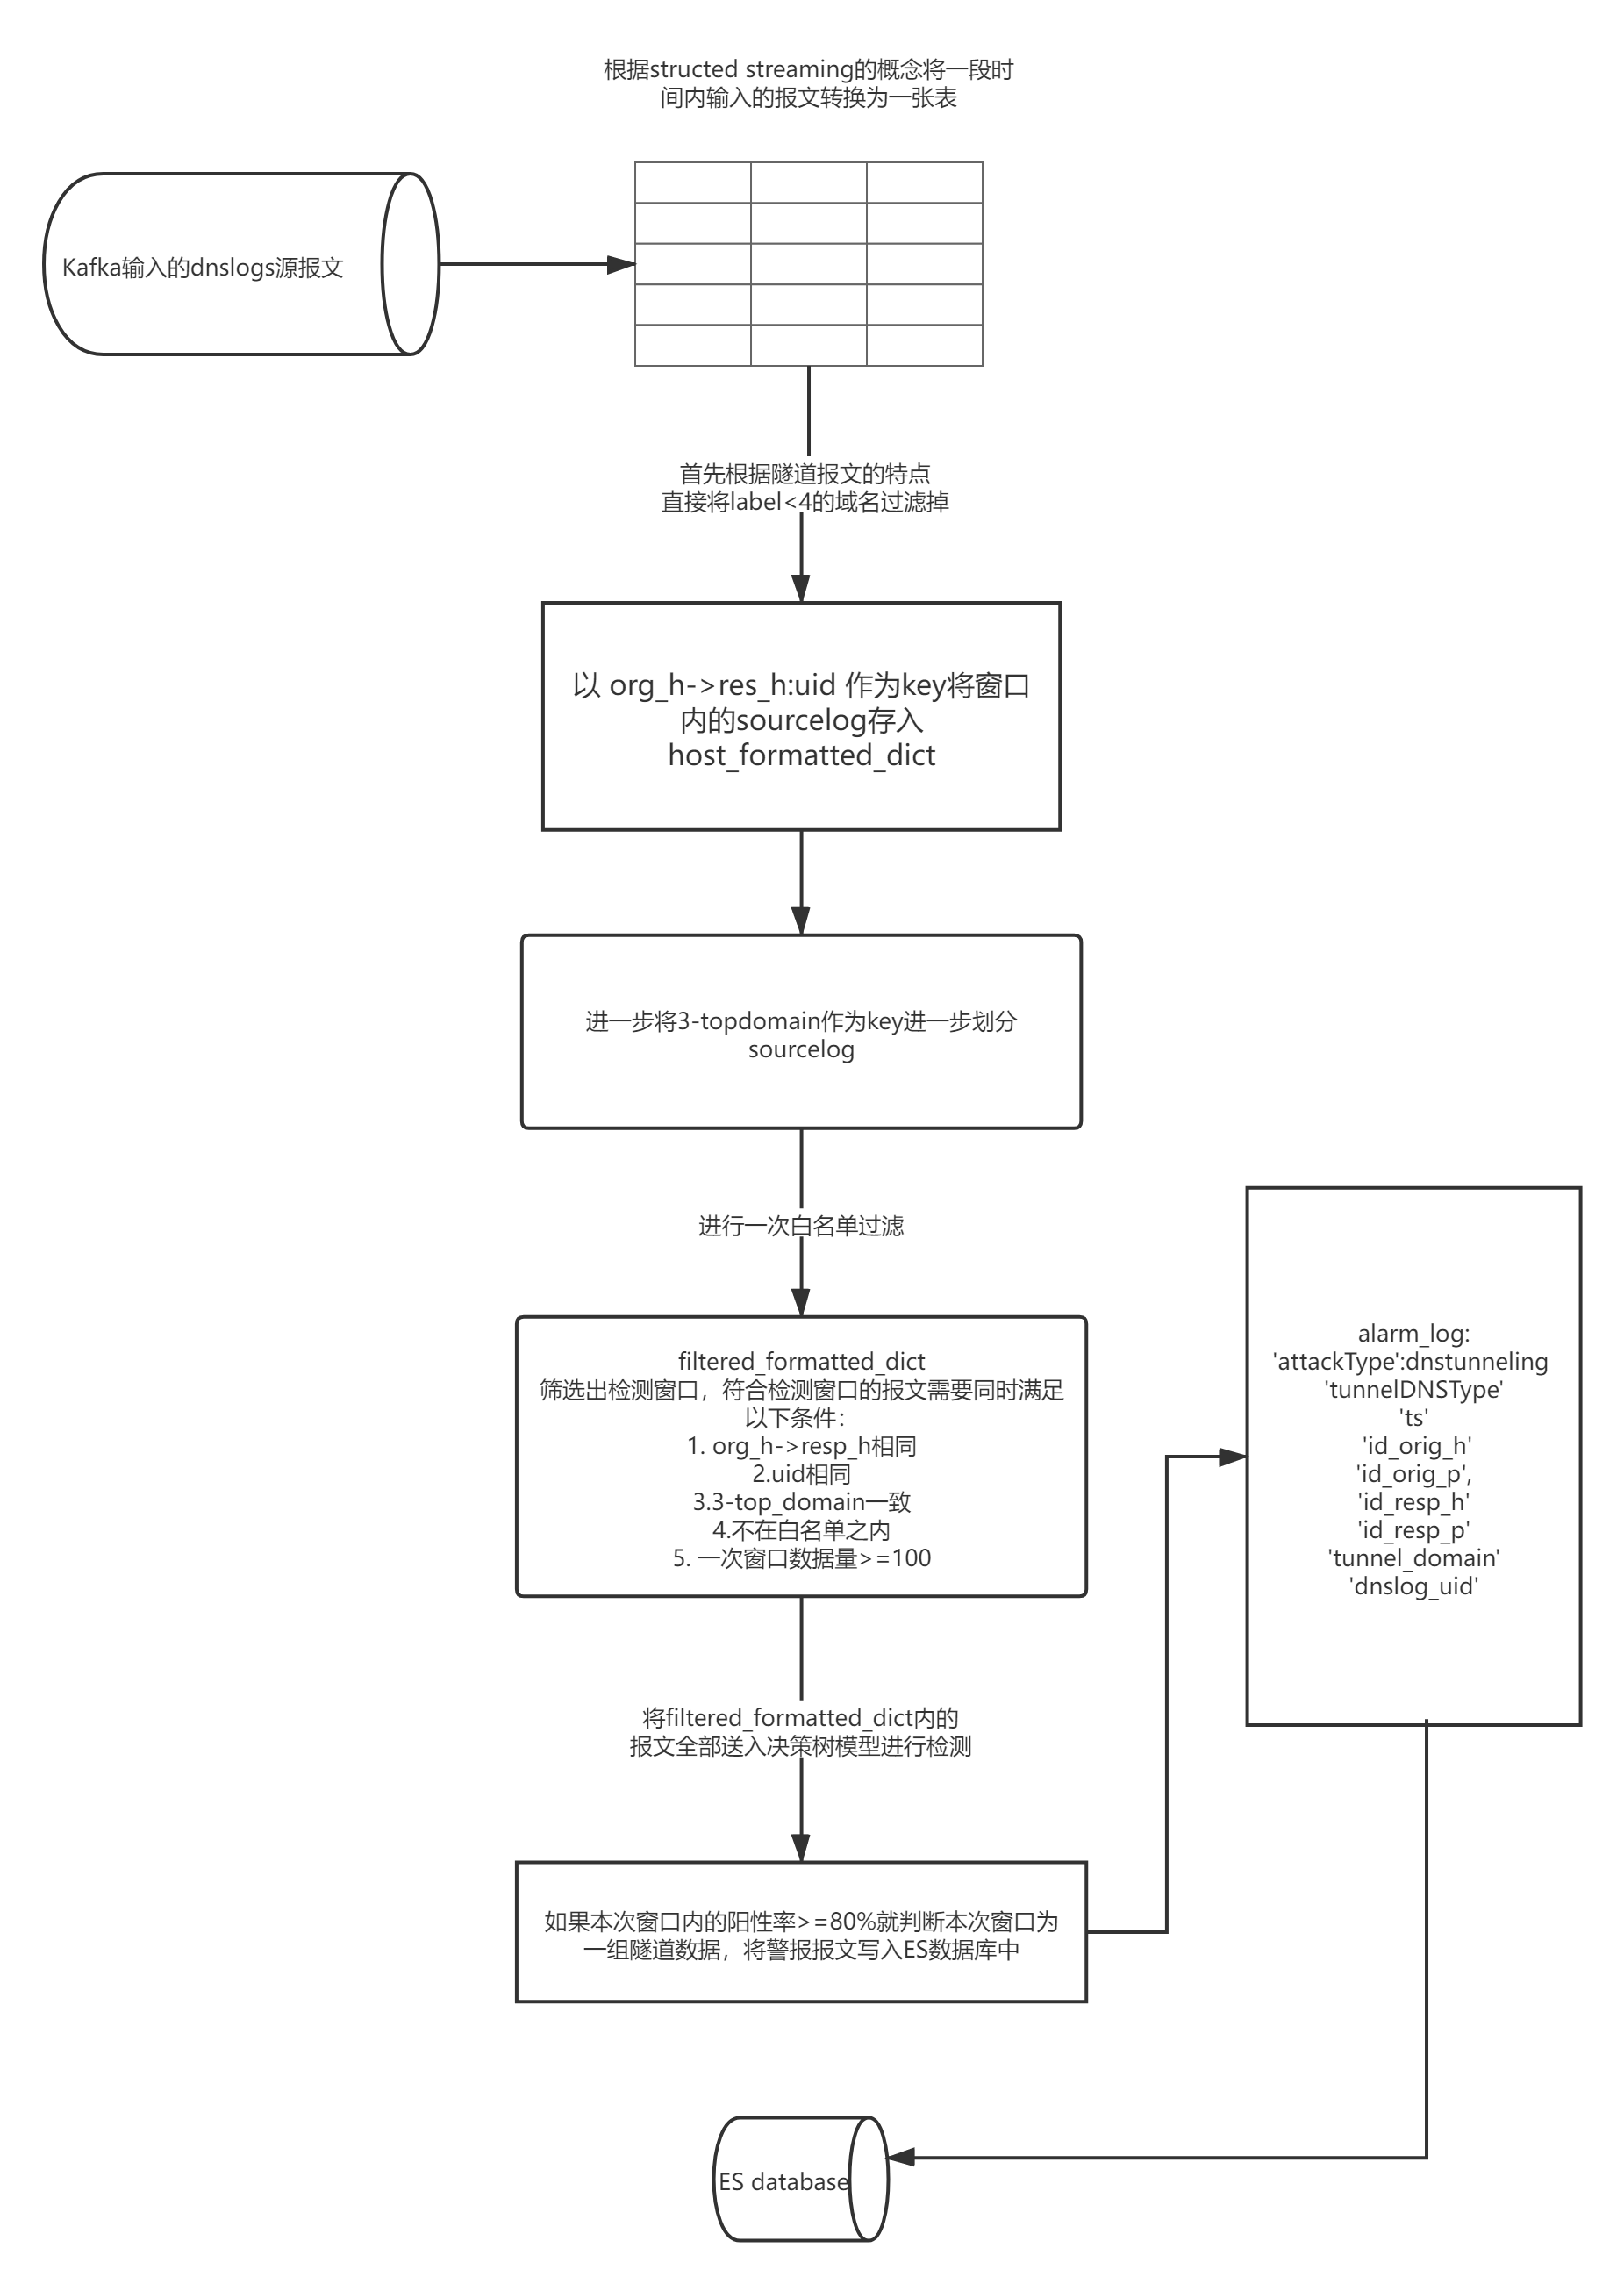 根据structed streaming的概念将一段时
间内输入的报文转换为一张表
Kafka输入的dnslogs源报文
首先根据隧道报文的特点
直接将label<4的域名过滤掉
以 org_h->res_h:uid 作为key将窗口
内的sourcelog存入
host_formatted_dict
进一步将3-topdomain作为key进一步划分
sourcelog
进行一次白名单过滤
filtered_formatted_dict
筛选出检测窗口，符合检测窗口的报文需要同时满足
以下条件：
1. org_h->resp_h相同
2.uid相同
3.3-top_domain一致
4.不在白名单之内
5. 一次窗口数据量>=100
将filtered_formatted_dict内的
报文全部送入决策树模型进行检测
如果本次窗口内的阳性率>=80%就判断本次窗口为
一组隧道数据，将警报报文写入ES数据库中
alarm_log:
'attackType':dnstunneling
'tunnelDNSType'
'ts'
'id_orig_h'
'id_orig_p',
'id_resp_h'
'id_resp_p'
'tunnel_domain'
'dnslog_uid'
ES database